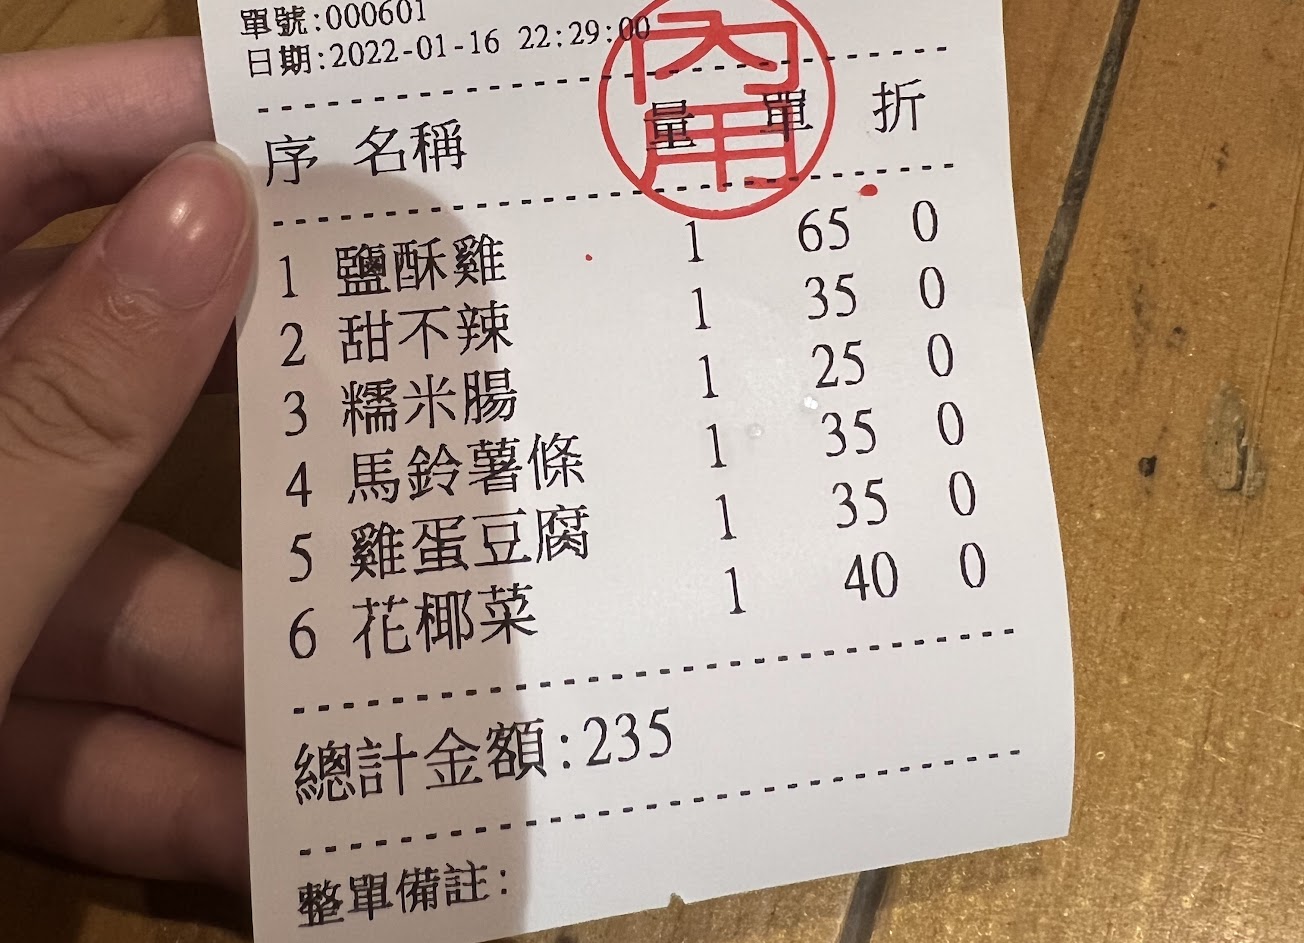 單號:000601
日期:2022-01-16 22:29:00
內用
序 名稱 量 單 折
1 鹽酥雞 1 65 0
2 甜不辣 1 35 0
3 糯米腸 1 25 0
4 馬鈴薯條 1 35 0
5 雞蛋豆腐 1 35 0
6 花椰菜 1 40 0
總計金額:235
整單備註: